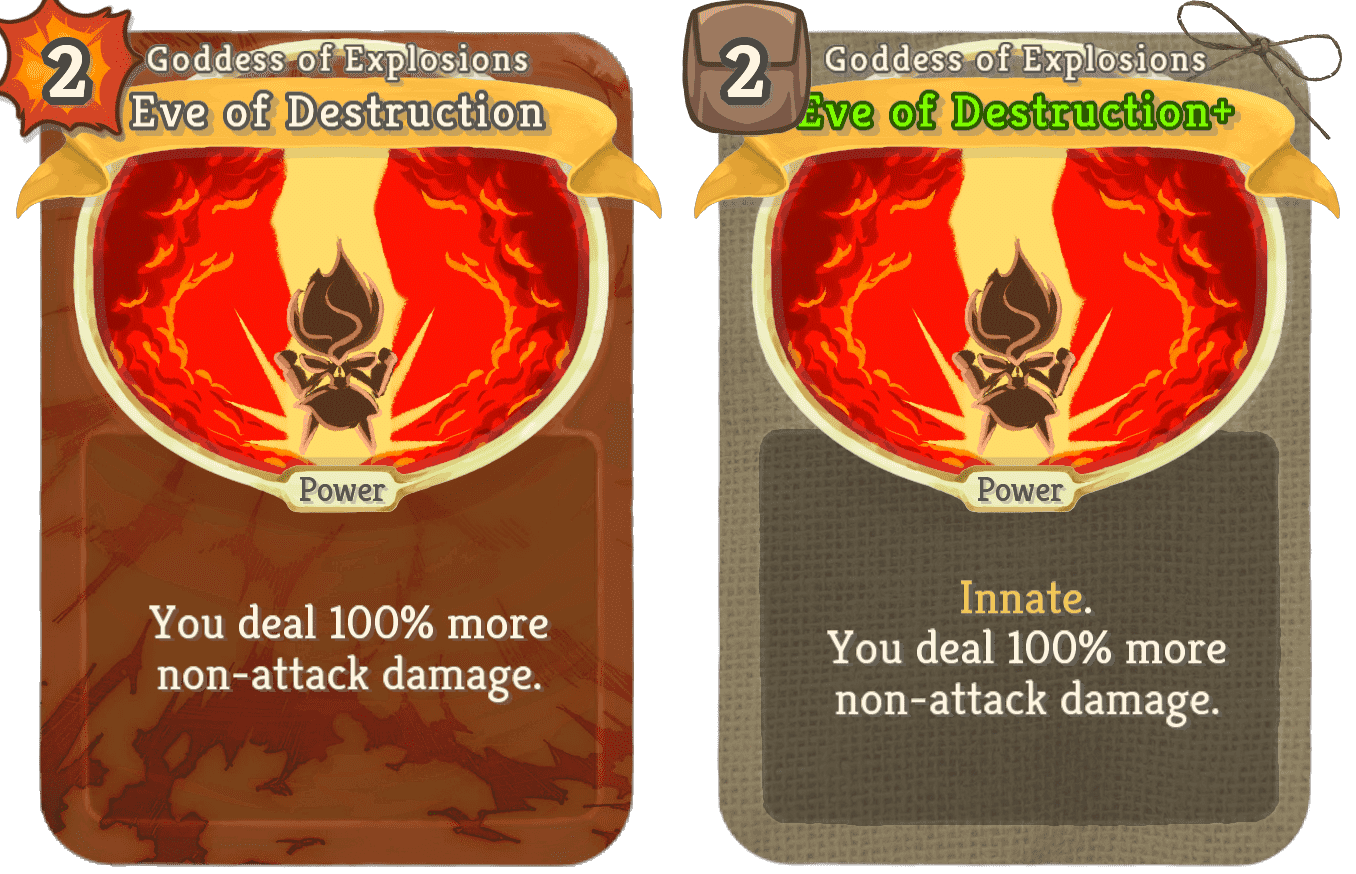 2
Goddess of Explosions
Eve of Destruction
Power
You deal 100% more
non-attack damage.
2
Goddess of Explosions
Eve of Destruction+
Power
Innate.
You deal 100% more
non-attack damage.